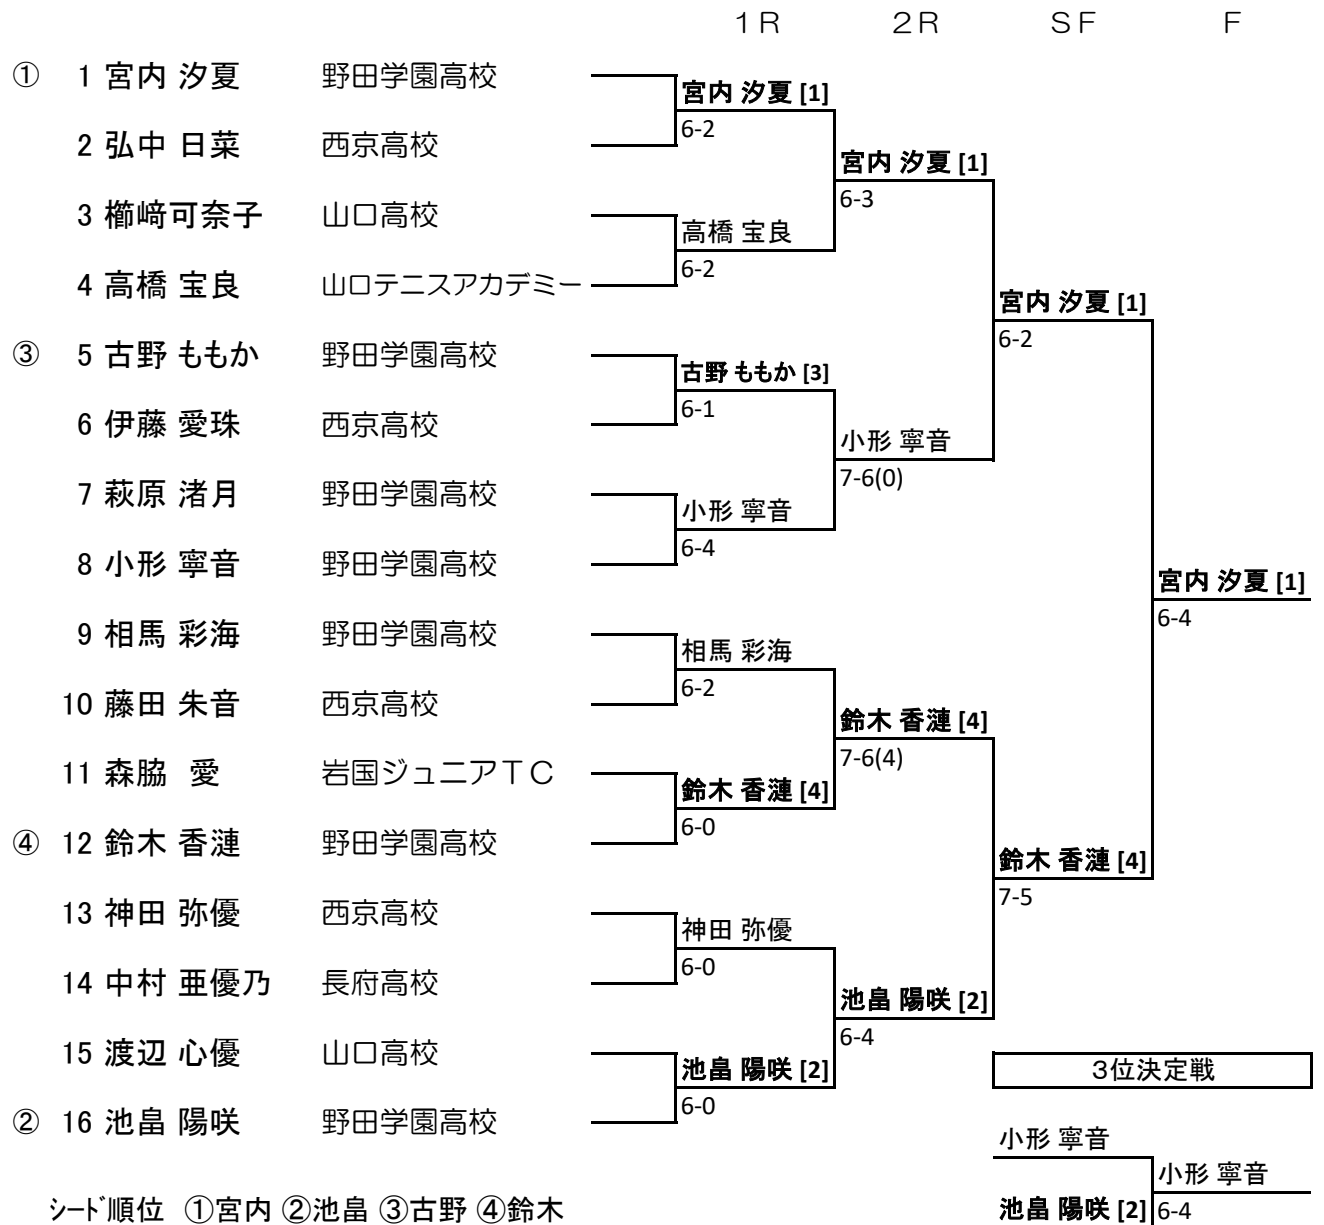 １Ｒ ２Ｒ ＳＦ Ｆ
① 1 宮内 汐夏 野田学園高校
宮内 汐夏 [1]
6-2
2 弘中 日菜 西京高校
宮内 汐夏 [1]
6-3
3 櫛﨑可奈子 山口高校
高橋 宝良
6-2
4 高橋 宝良 山口テニスアカデミー
宮内 汐夏 [1]
6-2
③ 5 古野 ももか 野田学園高校
古野 ももか [3]
6-1
6 伊藤 愛珠 西京高校
小形 寧音
7-6(0)
7 萩原 渚月 野田学園高校
小形 寧音
6-4
8 小形 寧音 野田学園高校
宮内 汐夏 [1]
6-4
9 相馬 彩海 野田学園高校
相馬 彩海
6-2
10 藤田 朱音 西京高校
鈴木 香漣 [4]
7-6(4)
11 森脇 愛 岩国ジュニアＴＣ
鈴木 香漣 [4]
6-0
④ 12 鈴木 香漣 野田学園高校
鈴木 香漣 [4]
7-5
13 神田 弥優 西京高校
神田 弥優
6-0
14 中村 亜優乃 長府高校
池畠 陽咲 [2]
6-4
15 渡辺 心優 山口高校
池畠 陽咲 [2]
6-0
3位決定戦
② 16 池畠 陽咲 野田学園高校
小形 寧音
小形 寧音
シード順位 ①宮内 ②池畠 ③古野 ④鈴木
池畠 陽咲 [2] 6-4